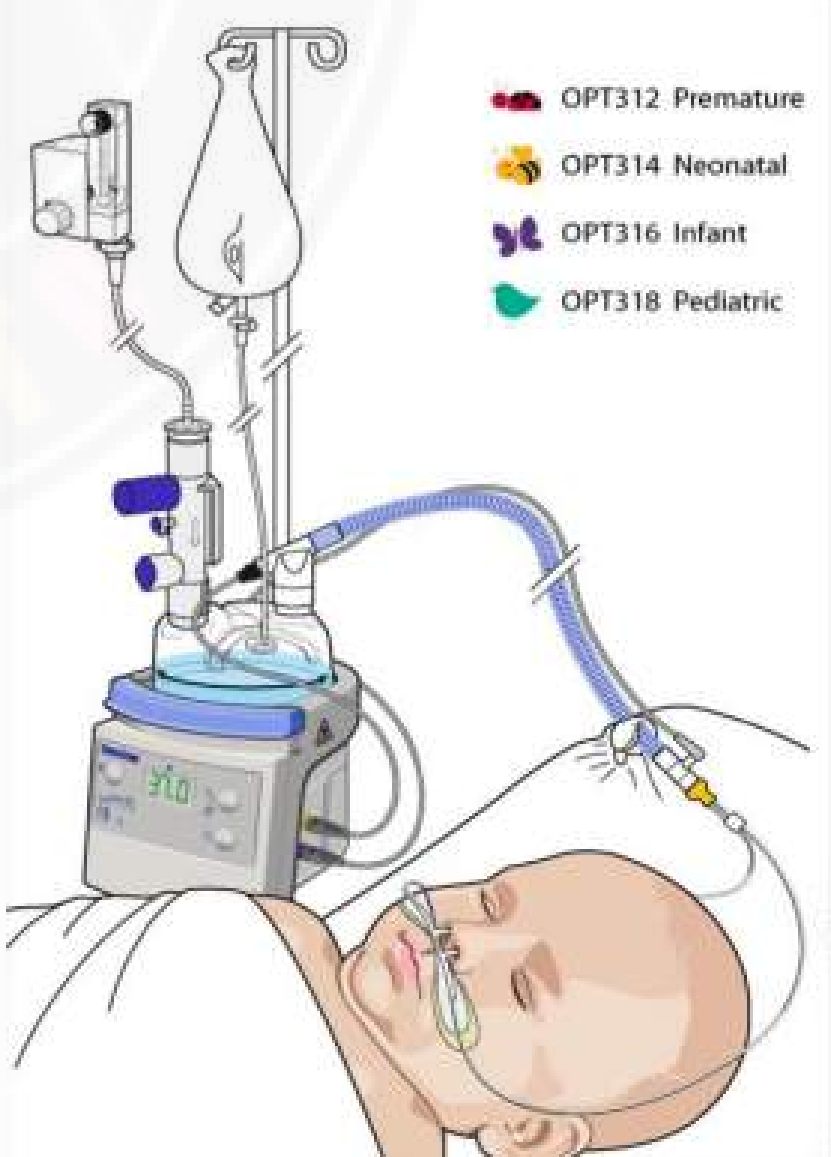 OPT312 Premature
OPT314 Neonatal
OPT316 Infant
OPT318 Pediatric
37.0